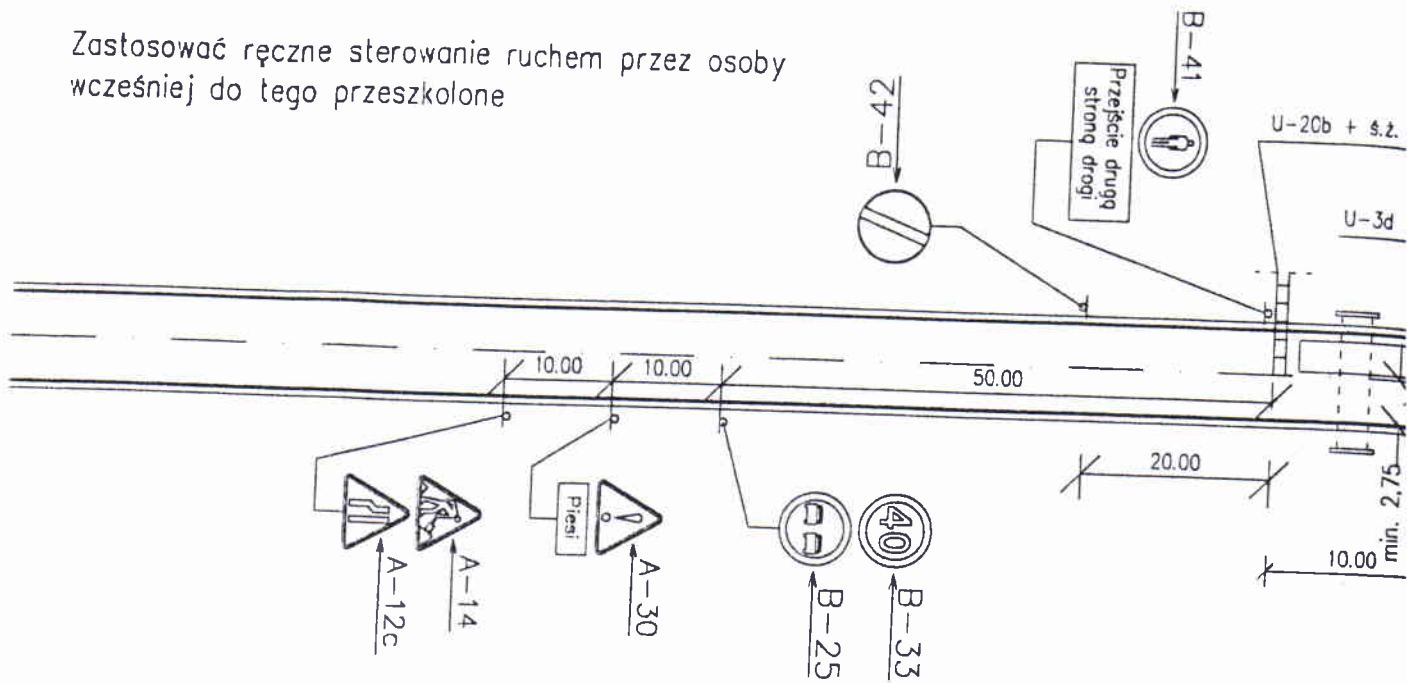 Zastosować ręczne sterowanie ruchem przez osoby
wcześniej do tego przeszkolone
B-41
Przejście drugą
stroną drogi
B-42
U-20b + ś.ż.
U-3d
10.00
10.00
50.00
20.00
min. 2,75
10.00
Piesi
40
A-12c
A-14
A-30
B-25
B-33